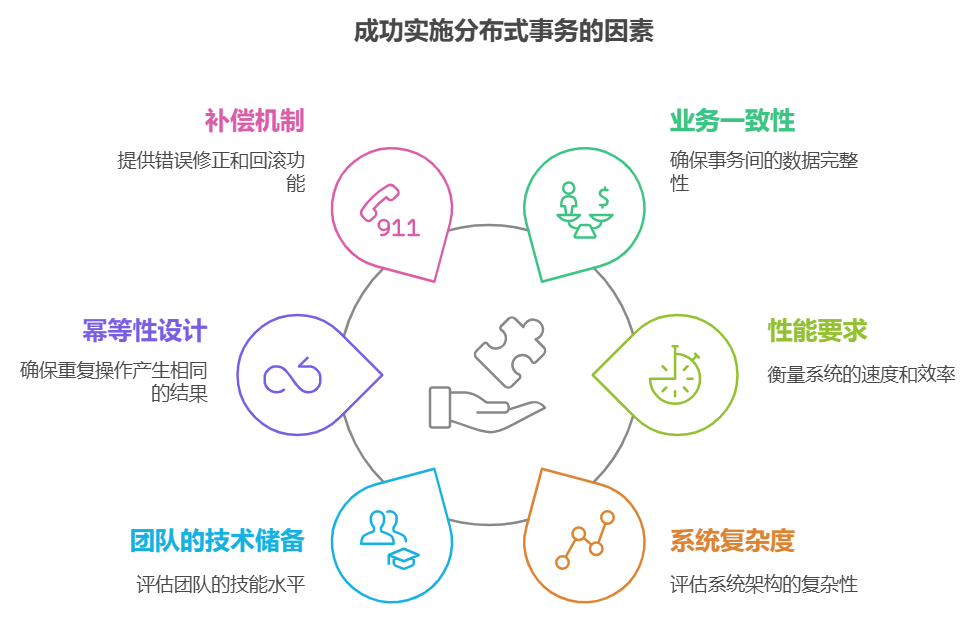 成功实施分布式事务的因素
补偿机制
提供错误修正和回滚功
能
911
业务一致性
确保事务间的数据完整
性
$
幂等性设计
确保重复操作产生相同
的结果
性能要求
衡量系统的速度和效率
团队的技术储备
评估团队的技能水平
系统复杂度
评估系统架构的复杂性